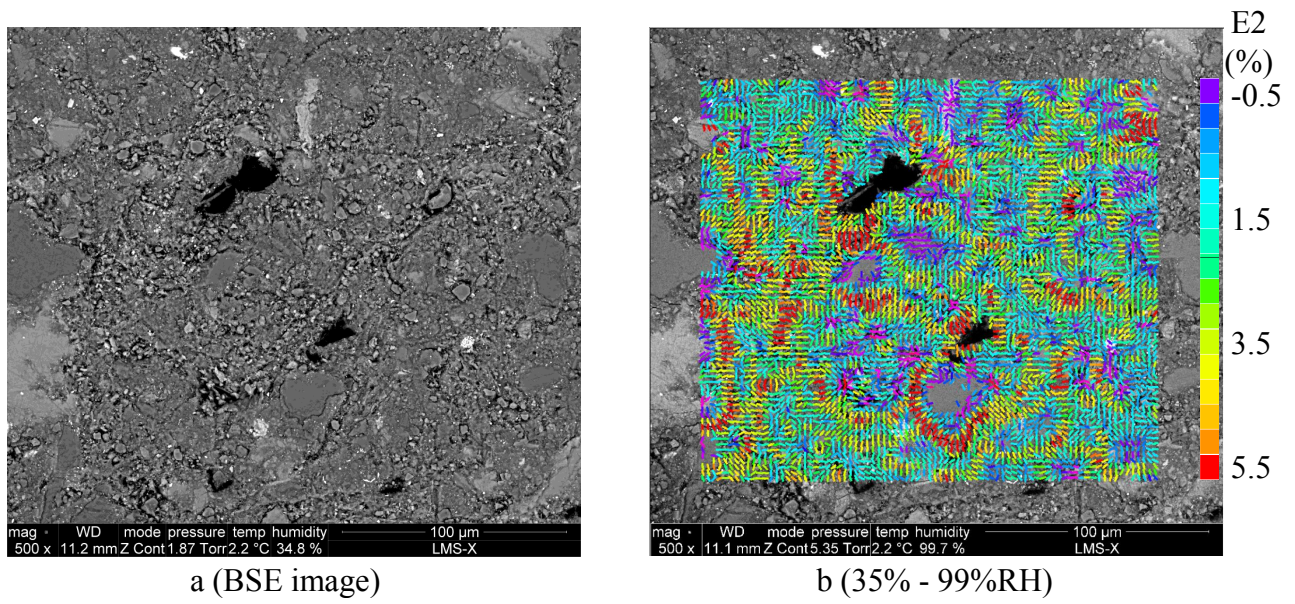 E2
(%)
-0.5
1.5
3.5
5.5
mag WD mode pressure temp humidity 100 µm
500 x 11.2 mm Z Cont 1.87 Torr 2.2 °C 34.8 % LMS-X
mag WD mode pressure temp humidity 100 µm
500 x 11.1 mm Z Cont 5.35 Torr 2.2 °C 99.7 % LMS-X
a (BSE image)
b (35% - 99%RH)